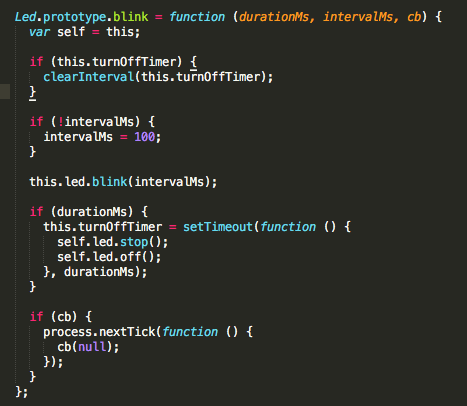 Led.prototype.blink = function (durationMs, intervalMs, cb) {
  var self = this;

  if (this.turnOffTimer) {
    clearInterval(this.turnOffTimer);
  }

  if (!intervalMs) {
    intervalMs = 100;
  }

  this.led.blink(intervalMs);

  if (durationMs) {
    this.turnOffTimer = setTimeout(function () {
      self.led.stop();
      self.led.off();
    }, durationMs);
  }

  if (cb) {
    process.nextTick(function () {
      cb(null);
    });
  }
};